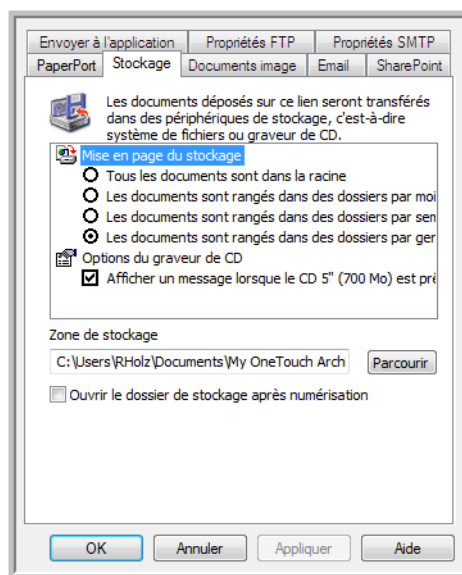 Envoyer à l'application Propriétés FTP Propriétés SMTP
PaperPort Stockage Documents image Email SharePoint
Les documents déposés sur ce lien seront transférés
dans des périphériques de stockage, c'est-à-dire
système de fichiers ou graveur de CD.
Mise en page du stockage
Tous les documents sont dans la racine
Les documents sont rangés dans des dossiers par moi
Les documents sont rangés dans des dossiers par sem
Les documents sont rangés dans des dossiers par ger
Options du graveur de CD
Afficher un message lorsque le CD 5" (700 Mo) est prê
Zone de stockage
C:\Users\RHolz\Documents\My OneTouch Arch Parcourir
Ouvrir le dossier de stockage après numérisation
OK Annuler Appliquer Aide